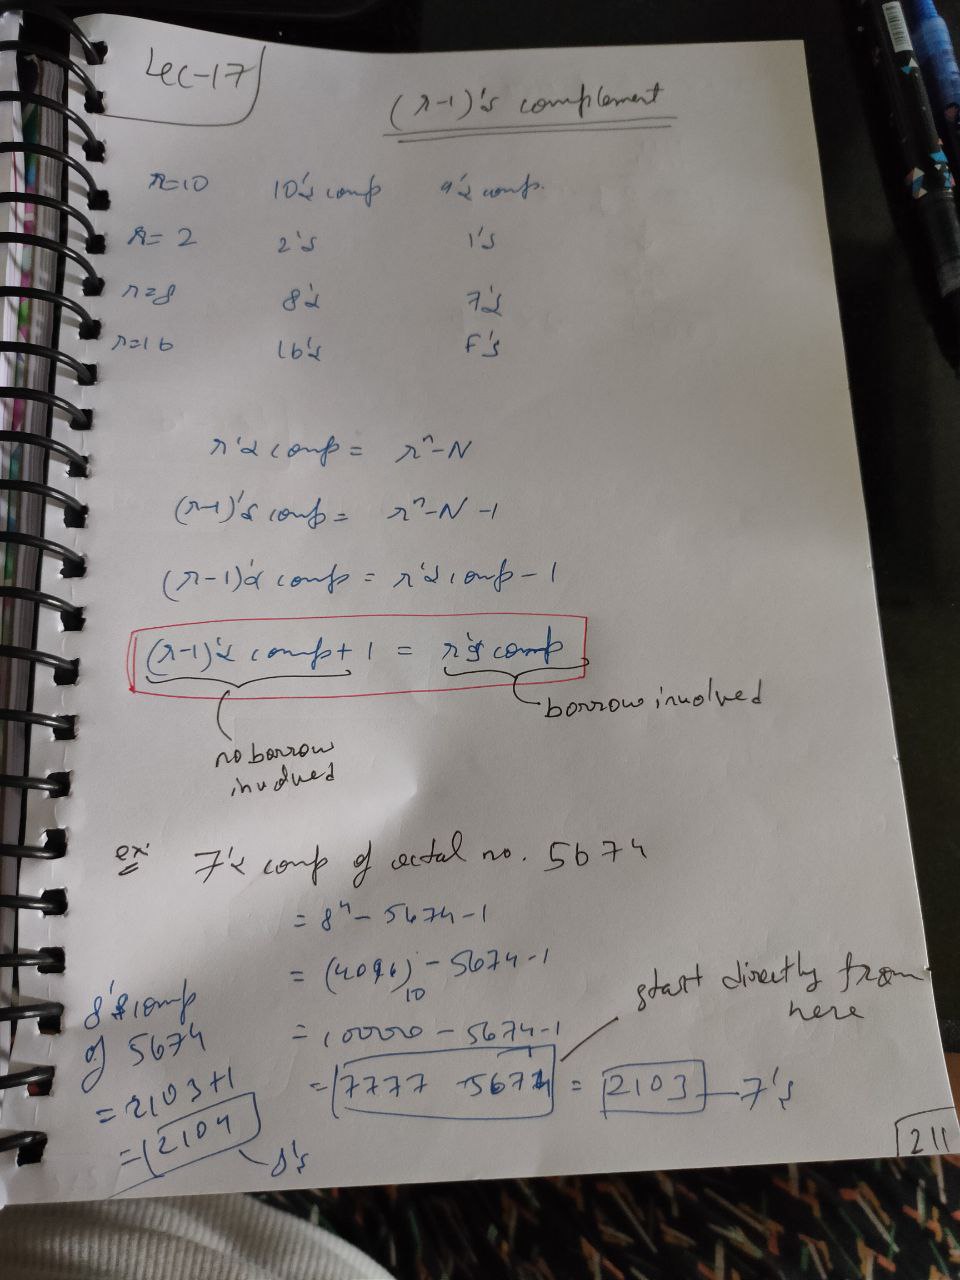 Lec-17
(r-1)'s complement
r=10 10's comp 9's comp.
r=2 2's 1's
r=8 8's 7's
r=16 16's F's
r's comp = rⁿ-N
(r-1)'s comp = rⁿ-N-1
(r-1)'s comp = r's comp-1
(r-1)'s comp+1 = r's comp
borrow involved
no borrow
involved
ex: 7's comp of octal no. 5674
= 8⁴-5674-1
= (4096)₁₀-5674-1
= 10000-5674-1
= 7777-5674 = 2103 7's
start directly from
here
8's comp
of 5674
= 2103+1
= 2104
8's
211